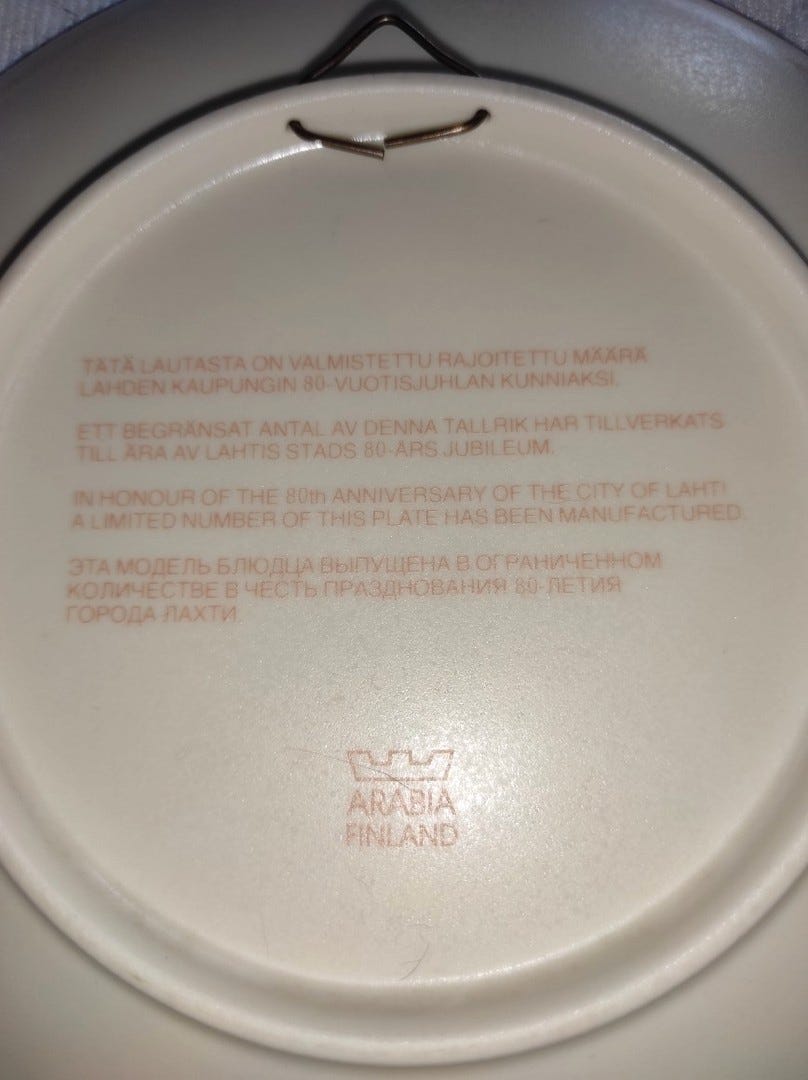 TÄTÄ LAUTASTA ON VALMISTETTU RAJOITETTU MÄÄRÄ
LAHDEN KAUPUNGIN 80-VUOTISJUHLAN KUNNIAKSI.
ETT BEGRÄNSAT ANTAL AV DENNA TALLRIK HAR TILLVERKATS
TILL ÄRA AV LAHTIS STADS 80-ÅRS JUBILEUM.
IN HONOUR OF THE 80th ANNIVERSARY OF THE CITY OF LAHTI
A LIMITED NUMBER OF THIS PLATE HAS BEEN MANUFACTURED.
ЭТА МОДЕЛЬ БЛЮДЦА ВЫПУЩЕНА В ОГРАНИЧЕННОМ
КОЛИЧЕСТВЕ В ЧЕСТЬ ПРАЗДНОВАНИЯ 80-ЛЕТИЯ
ГОРОДА ЛАХТИ.
ARABIA
FINLAND